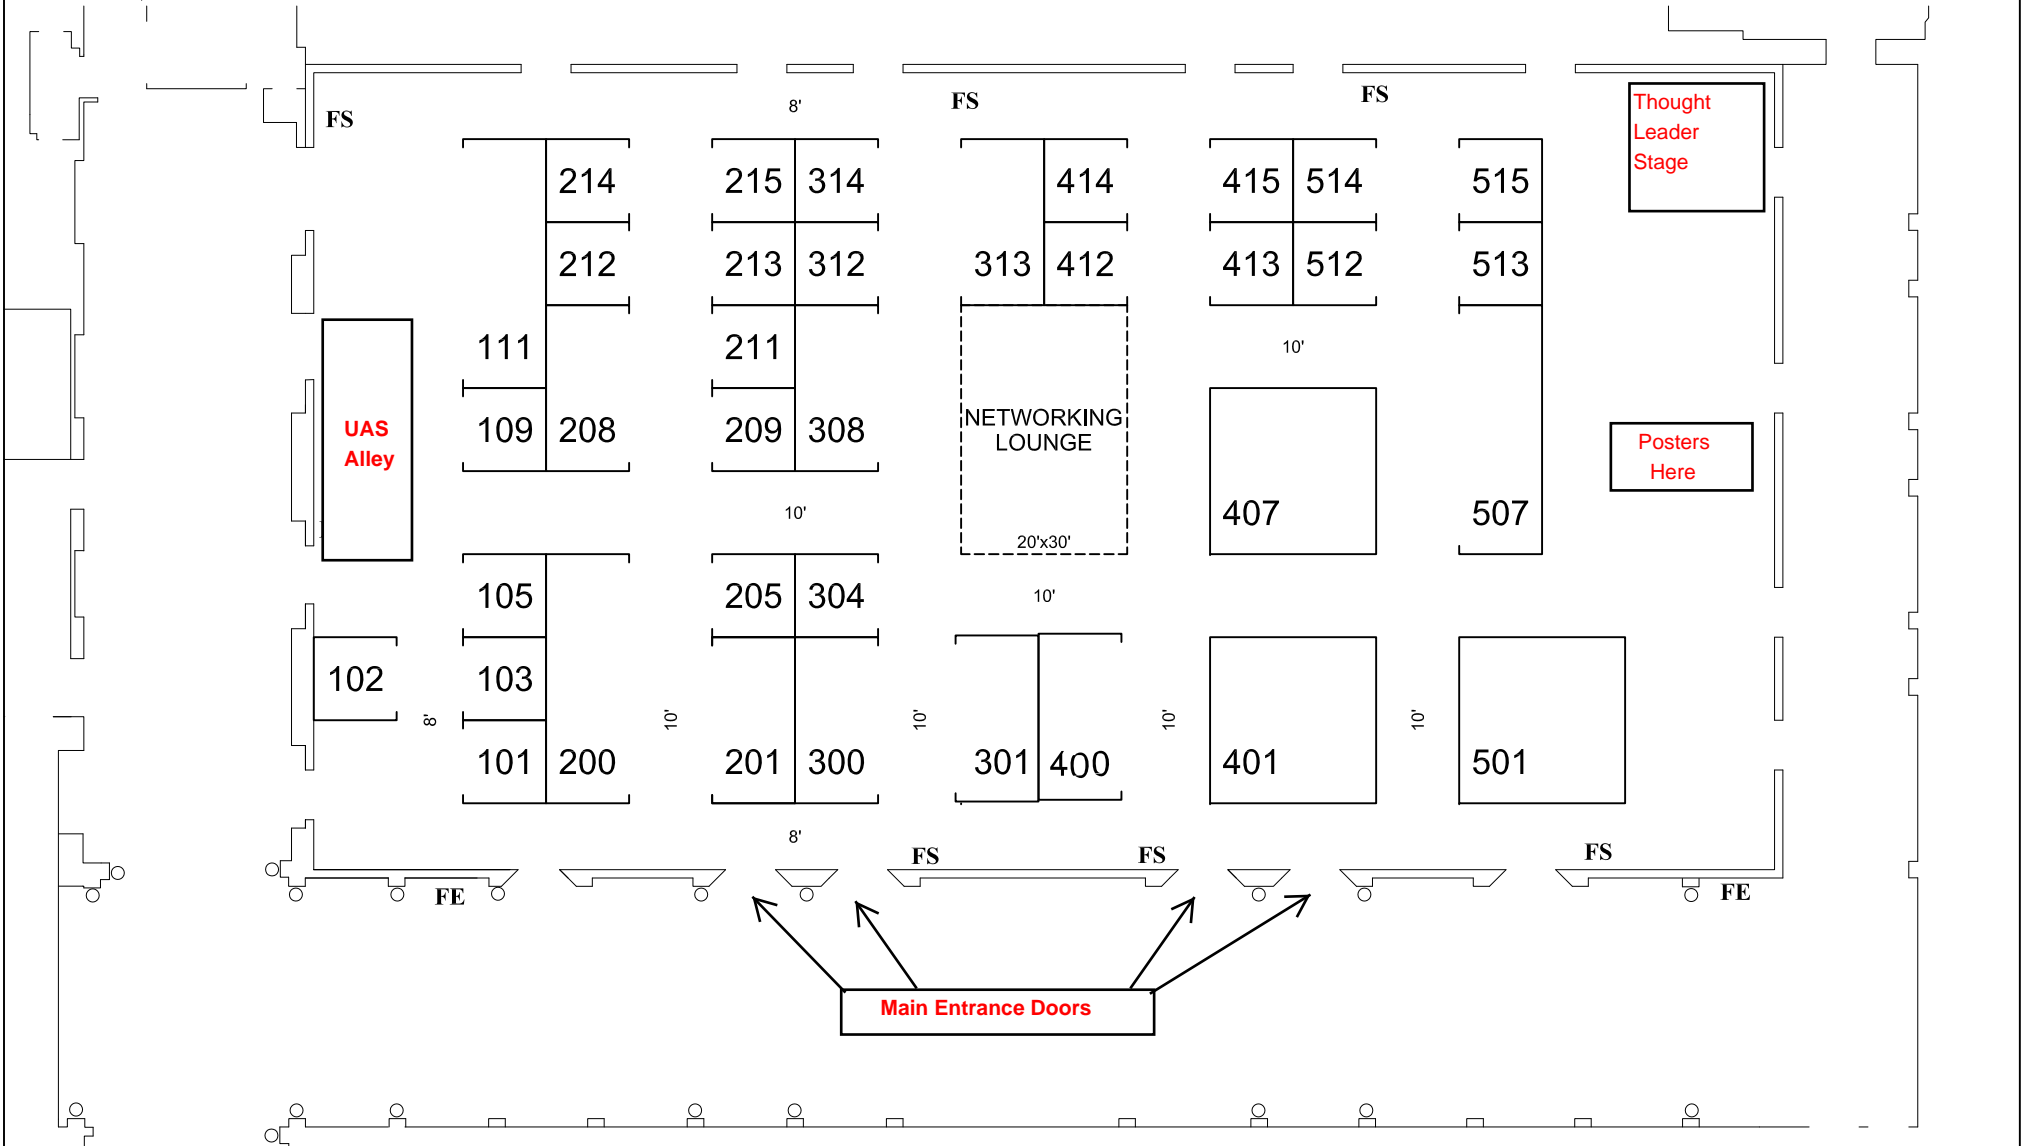 Thought
Leader
Stage
FS
FS
FS
8'
214
215 314
414
415 514
515
212
213 312
313 412
413 512
513
111
211
10'
UAS
Alley
109 208
209 308
NETWORKING
LOUNGE
Posters
Here
10'
407
507
20'x30'
105
205 304
10'
102
103
8'
10'
10'
10'
10'
101 200
201 300
301 400
401
501
8'
FS
FS
FS
FE
FE
Main Entrance Doors